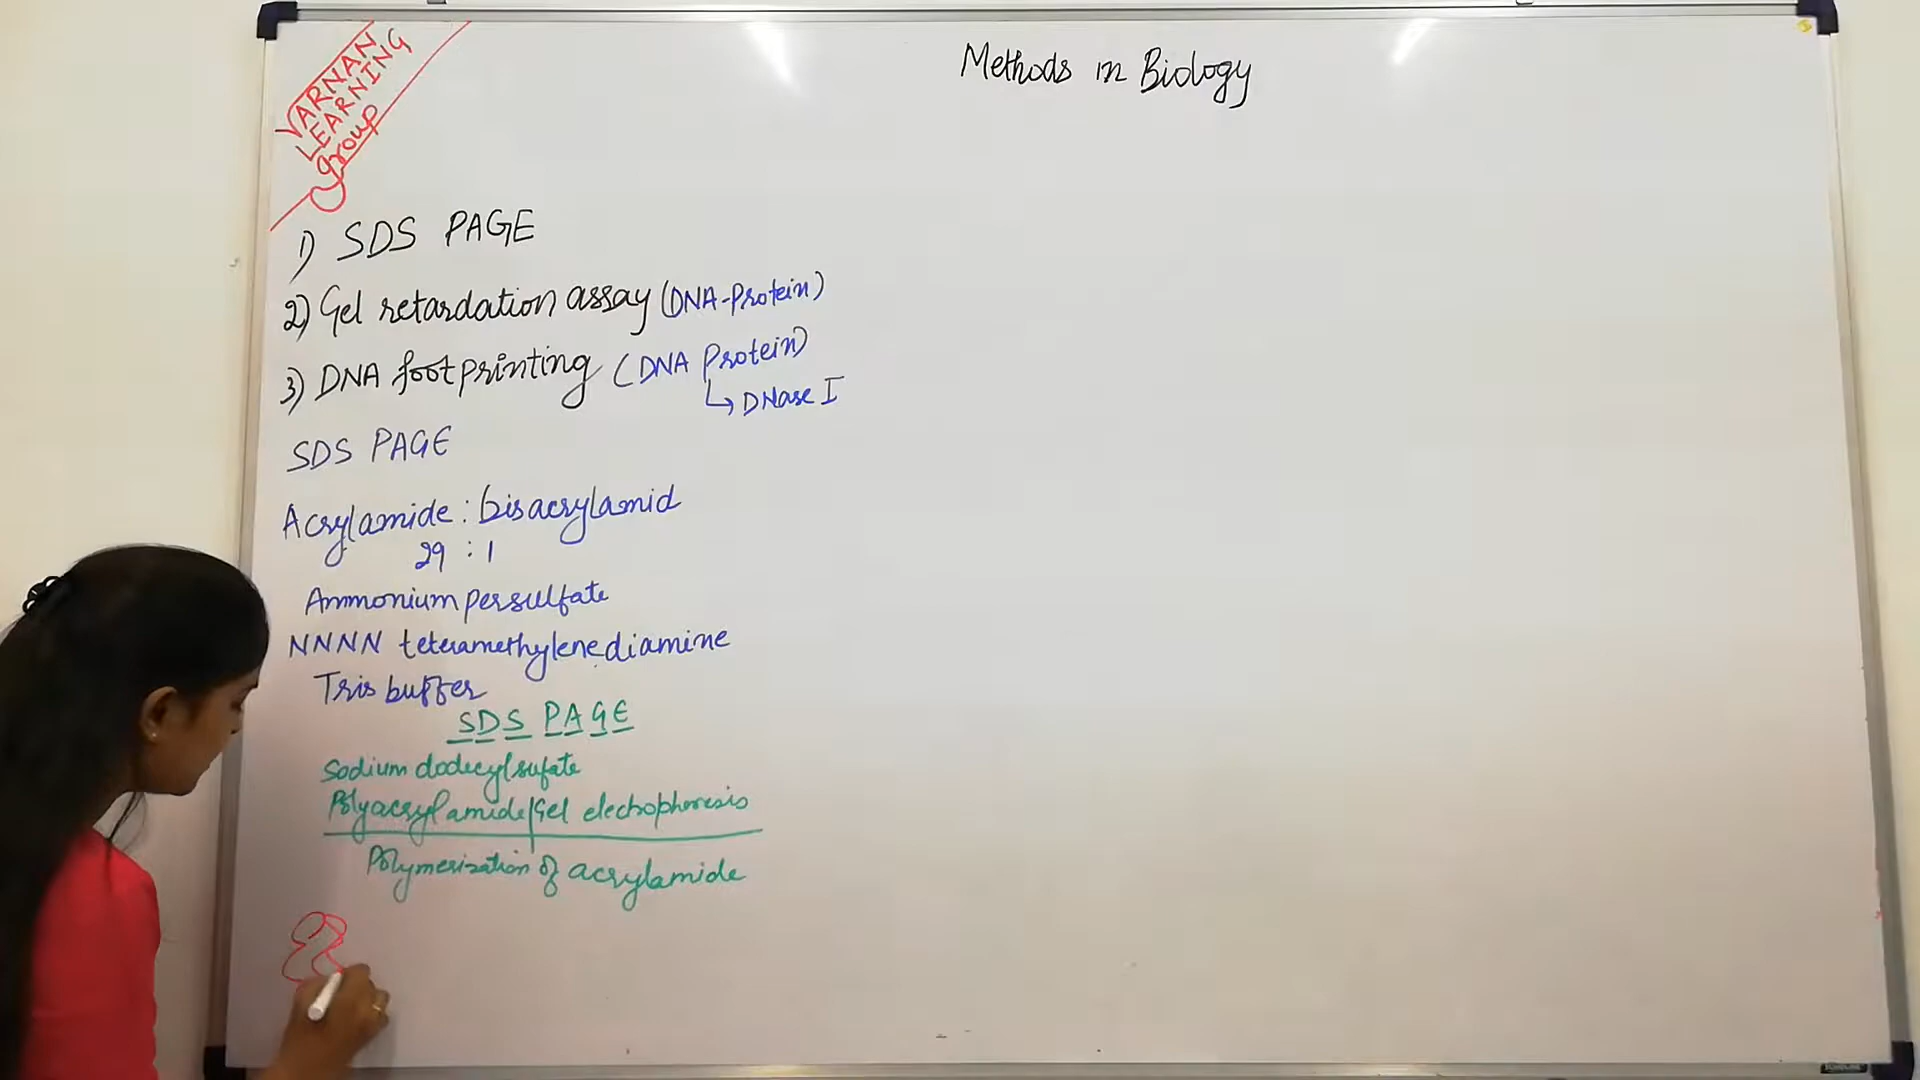 VARNAN
LEARNING
group
Methods in Biology
1) SDS PAGE
2) Gel retardation assay (DNA-Protein)
3) DNA footprinting (DNA Protein)
↳ DNase I
SDS PAGE
Acrylamide : bisacrylamid
29 : 1
Ammonium persulfate
NNNN tetramethylenediamine
Tris buffer
SDS PAGE
Sodium dodecylsufate
Polyacrylamide/Gel electrophoresis
Polymerization of acrylamide